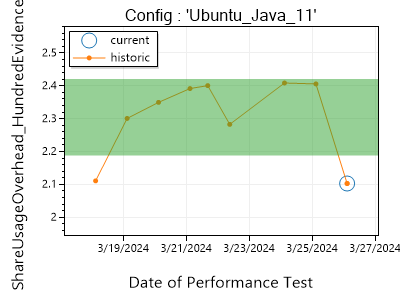 Config : 'Ubuntu_Java_11'
ShareUsageOverhead_HundredEvidence
current
historic
2.5
2.4
2.3
2.2
2.1
2
3/19/2024
3/21/2024
3/23/2024
3/25/2024
3/27/2024
Date of Performance Test